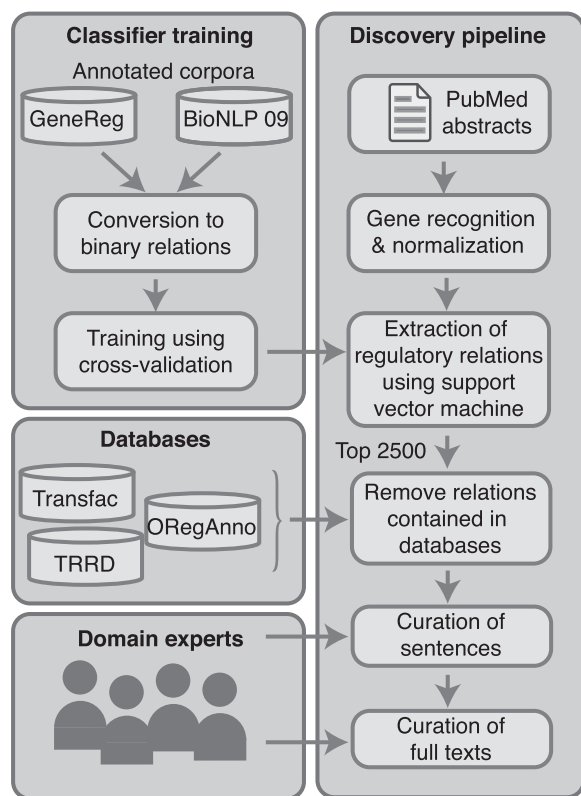 Classifier training
Annotated corpora
GeneReg
BioNLP 09
Conversion to
binary relations
Training using
cross-validation
Databases
Transfac
ORegAnno
TRRD
Domain experts
Discovery pipeline
PubMed
abstracts
Gene recognition
& normalization
Extraction of
regulatory relations
using support
vector machine
Top 2500
Remove relations
contained in
databases
Curation of
sentences
Curation of
full texts